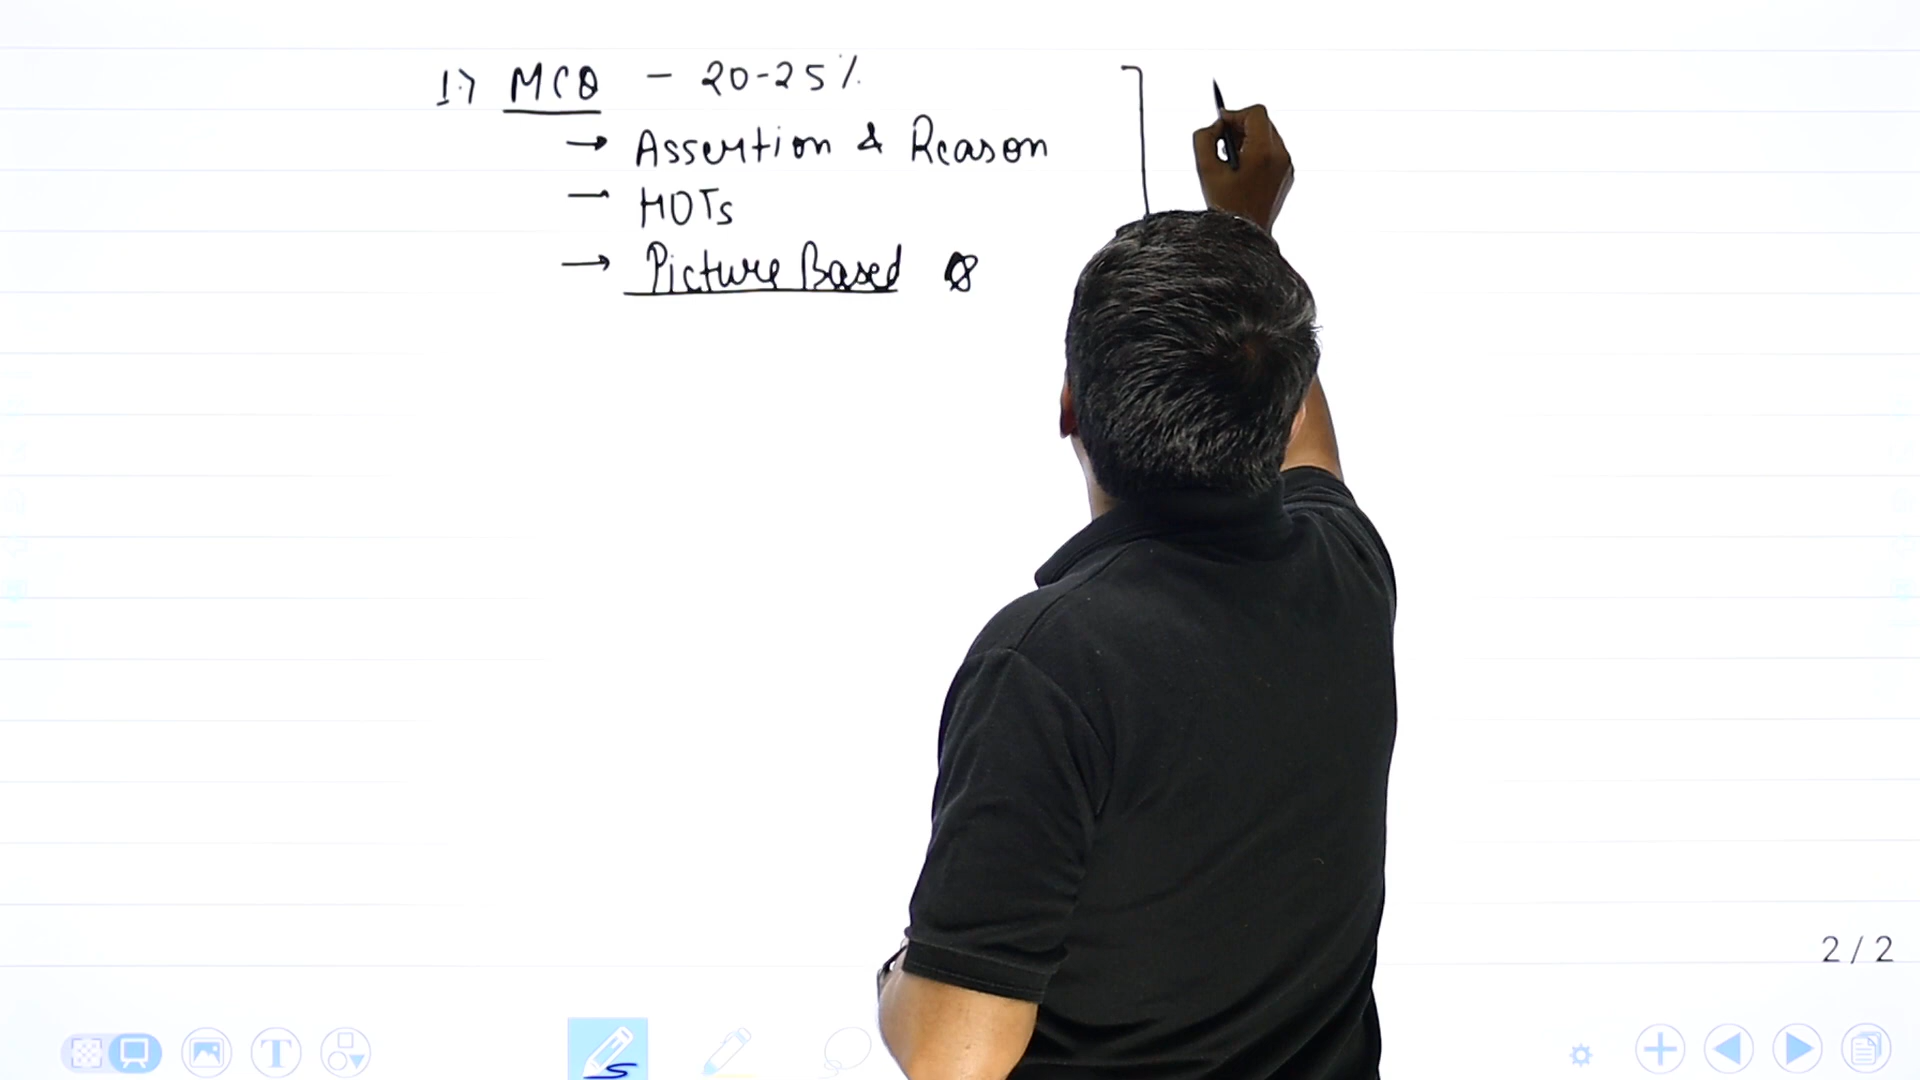 1.) MCQ - 20-25%
→ Assertion & Reason
— HOTs
→ Picture Based Q
2 / 2
T